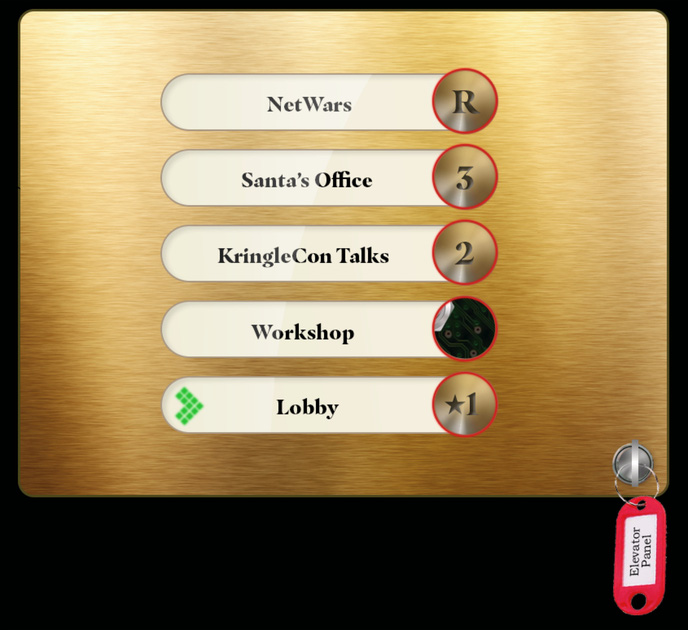 NetWars R
Santa's Office 3
KringleCon Talks 2
Workshop
Lobby ★1
Elevator
Panel